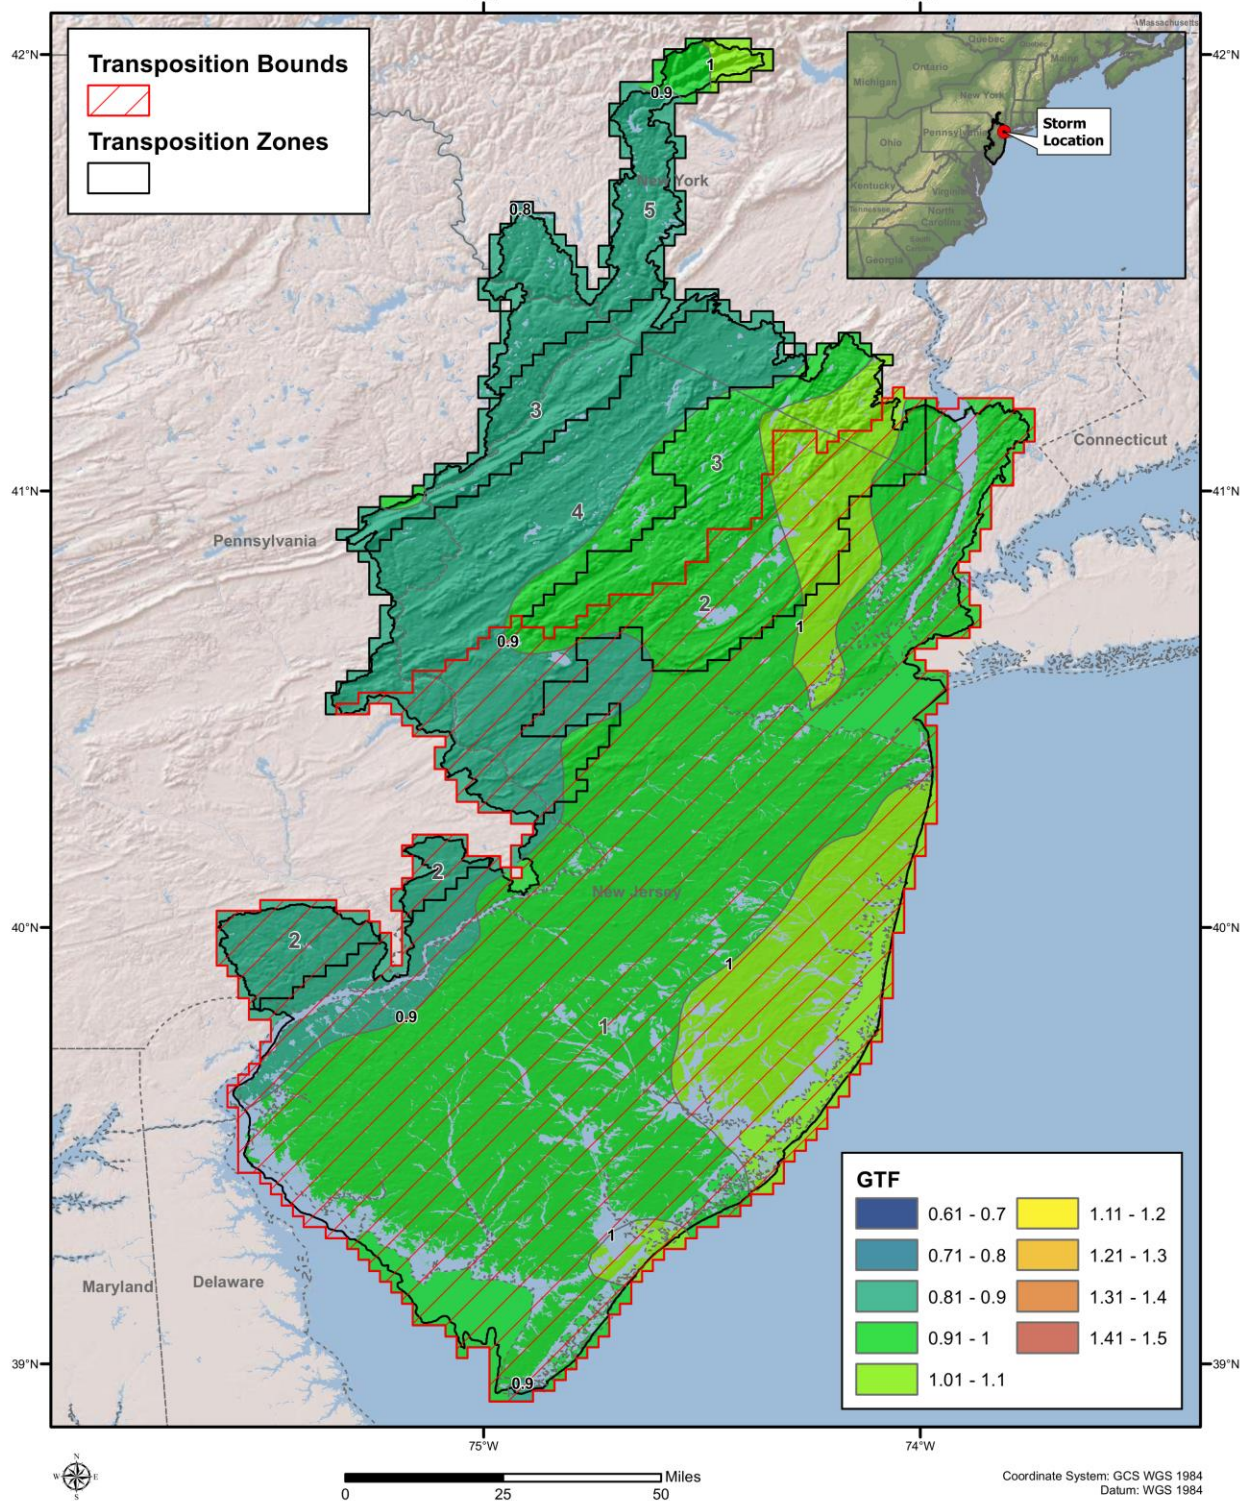 42°N
42°N
Transposition Bounds
Transposition Zones
Massachusetts
Quebec
Ontario
Maine
Michigan
New York
Pennsylvania
Ohio
Storm
Location
Kentucky
Virginia
Tennessee
North
Carolina
South
Carolina
Georgia
1
0.9
New York
5
0.8
3
3
4
Connecticut
41°N
41°N
Pennsylvania
2
1
0.9
2
New Jersey
2
40°N
40°N
1
0.9
1
1
Maryland
Delaware
0.9
39°N
39°N
GTF
0.61 - 0.7
1.11 - 1.2
0.71 - 0.8
1.21 - 1.3
0.81 - 0.9
1.31 - 1.4
0.91 - 1
1.41 - 1.5
1.01 - 1.1
75°W
74°W
N
W
E
S
Miles
0
25
50
Coordinate System: GCS WGS 1984
Datum: WGS 1984